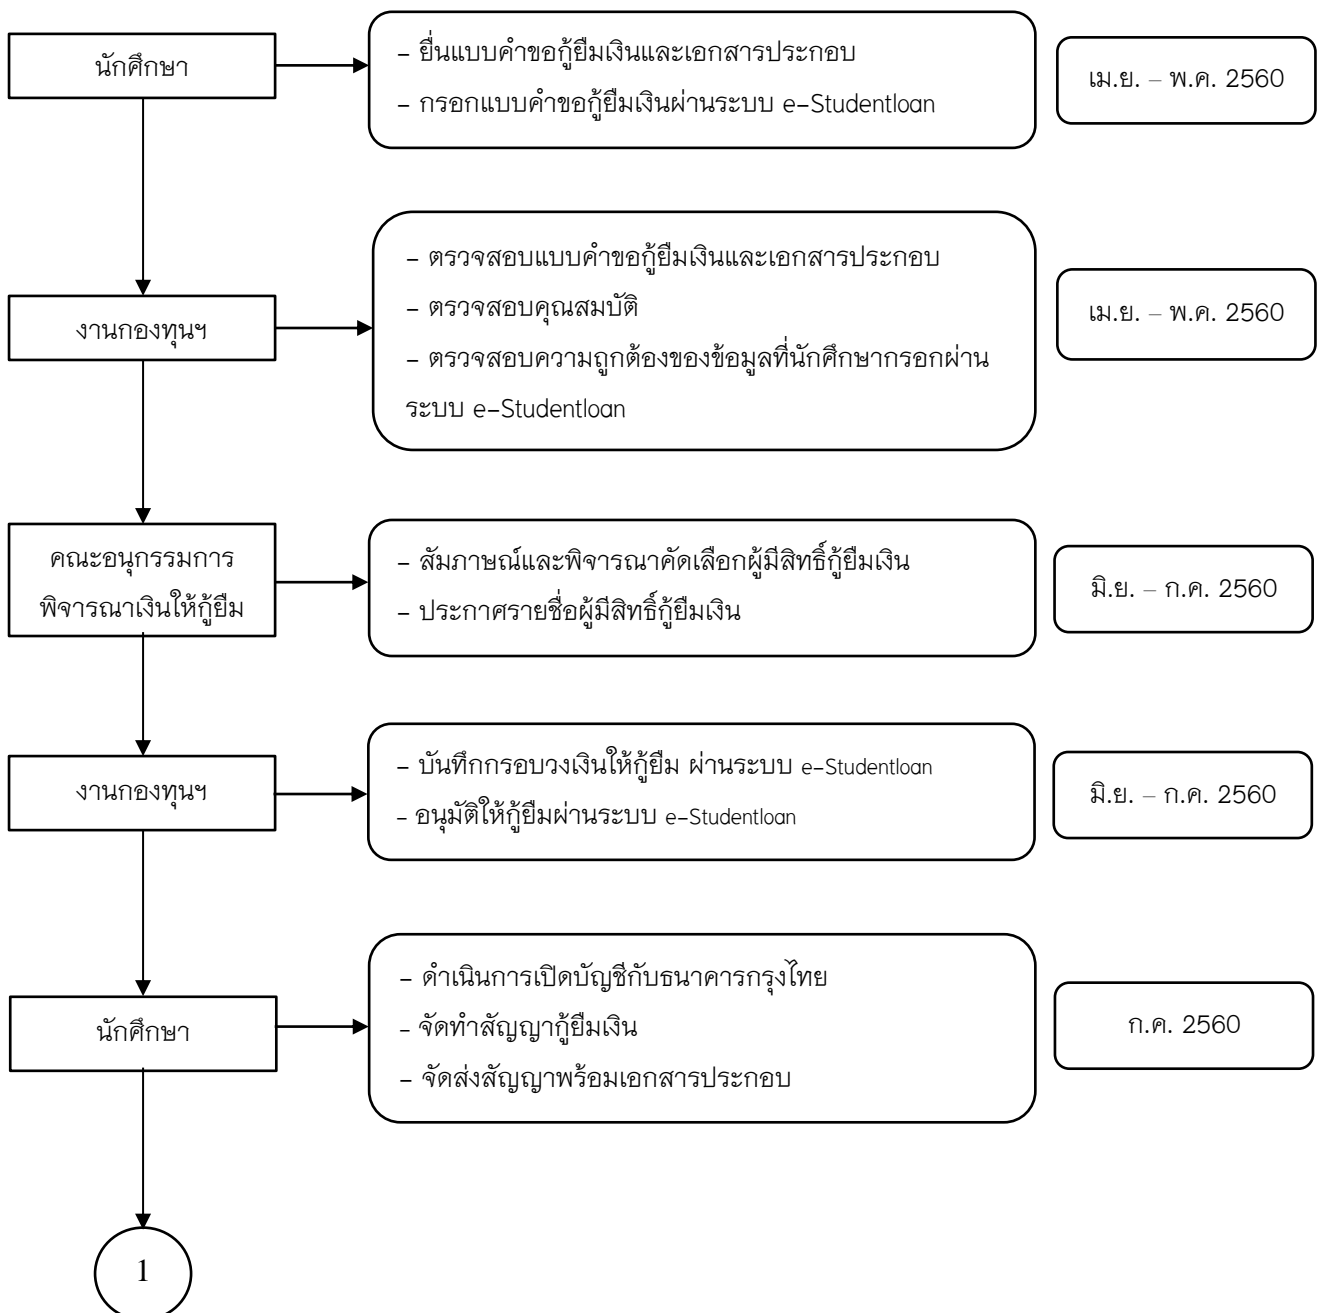 นักศึกษา
– ยื่นแบบคำขอกู้ยืมเงินและเอกสารประกอบ
– กรอกแบบคำขอกู้ยืมเงินผ่านระบบ e–Studentloan
เม.ย. – พ.ค. 2560
งานกองทุนฯ
– ตรวจสอบแบบคำขอกู้ยืมเงินและเอกสารประกอบ
– ตรวจสอบคุณสมบัติ
– ตรวจสอบความถูกต้องของข้อมูลที่นักศึกษากรอกผ่าน
ระบบ e–Studentloan
เม.ย. – พ.ค. 2560
คณะอนุกรรมการ
พิจารณาเงินให้กู้ยืม
– สัมภาษณ์และพิจารณาคัดเลือกผู้มีสิทธิ์กู้ยืมเงิน
– ประกาศรายชื่อผู้มีสิทธิ์กู้ยืมเงิน
มิ.ย. – ก.ค. 2560
งานกองทุนฯ
– บันทึกกรอบวงเงินให้กู้ยืม ผ่านระบบ e–Studentloan
– อนุมัติให้กู้ยืมผ่านระบบ e–Studentloan
มิ.ย. – ก.ค. 2560
นักศึกษา
– ดำเนินการเปิดบัญชีกับธนาคารกรุงไทย
– จัดทำสัญญากู้ยืมเงิน
– จัดส่งสัญญาพร้อมเอกสารประกอบ
ก.ค. 2560
1